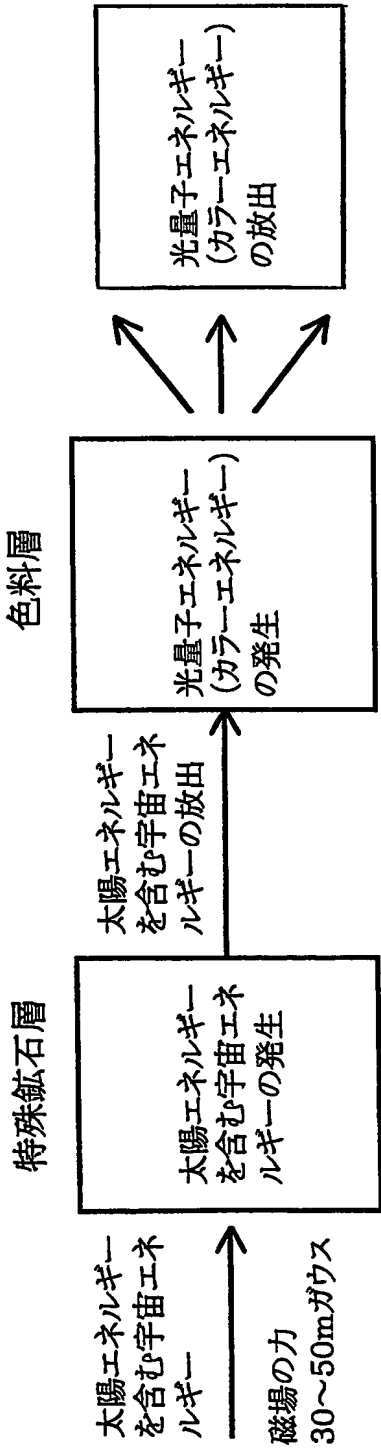 太陽エネルギー
を含む宇宙エネ
ルギー
磁場の力
30～50mガウス
特殊鉱石層
太陽エネルギー
を含む宇宙エネ
ルギーの発生
太陽エネルギー
を含む宇宙エネ
ルギーの放出
色料層
光量子エネルギー
(カラーエネルギー)
の発生
光量子エネルギー
(カラーエネルギー)
の放出